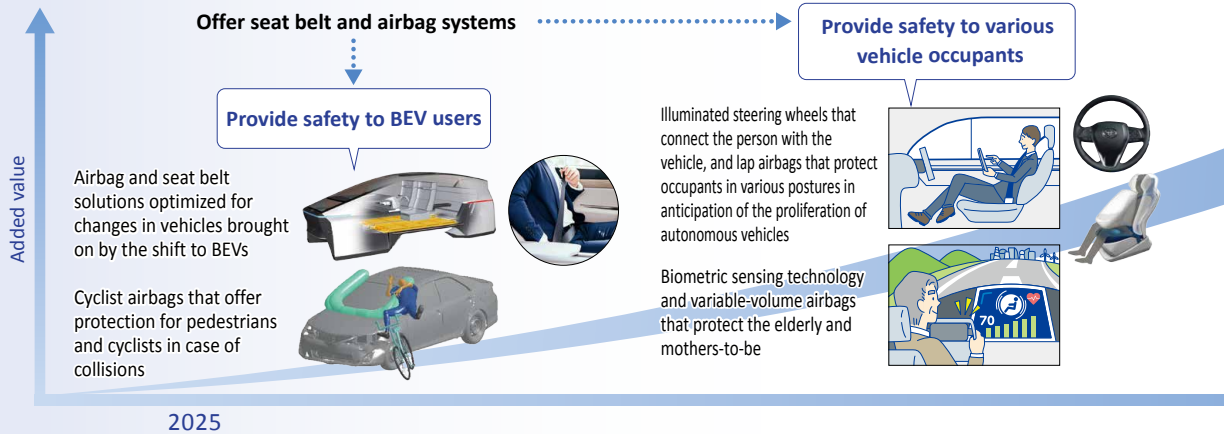 Offer seat belt and airbag systems
Provide safety to various
vehicle occupants
Provide safety to BEV users
Added value
Airbag and seat belt
solutions optimized for
changes in vehicles brought
on by the shift to BEVs
Cyclist airbags that offer
protection for pedestrians
and cyclists in case of
collisions
Illuminated steering wheels that
connect the person with the
vehicle, and lap airbags that protect
occupants in various postures in
anticipation of the proliferation of
autonomous vehicles
Biometric sensing technology
and variable-volume airbags
that protect the elderly and
mothers-to-be
70
2025